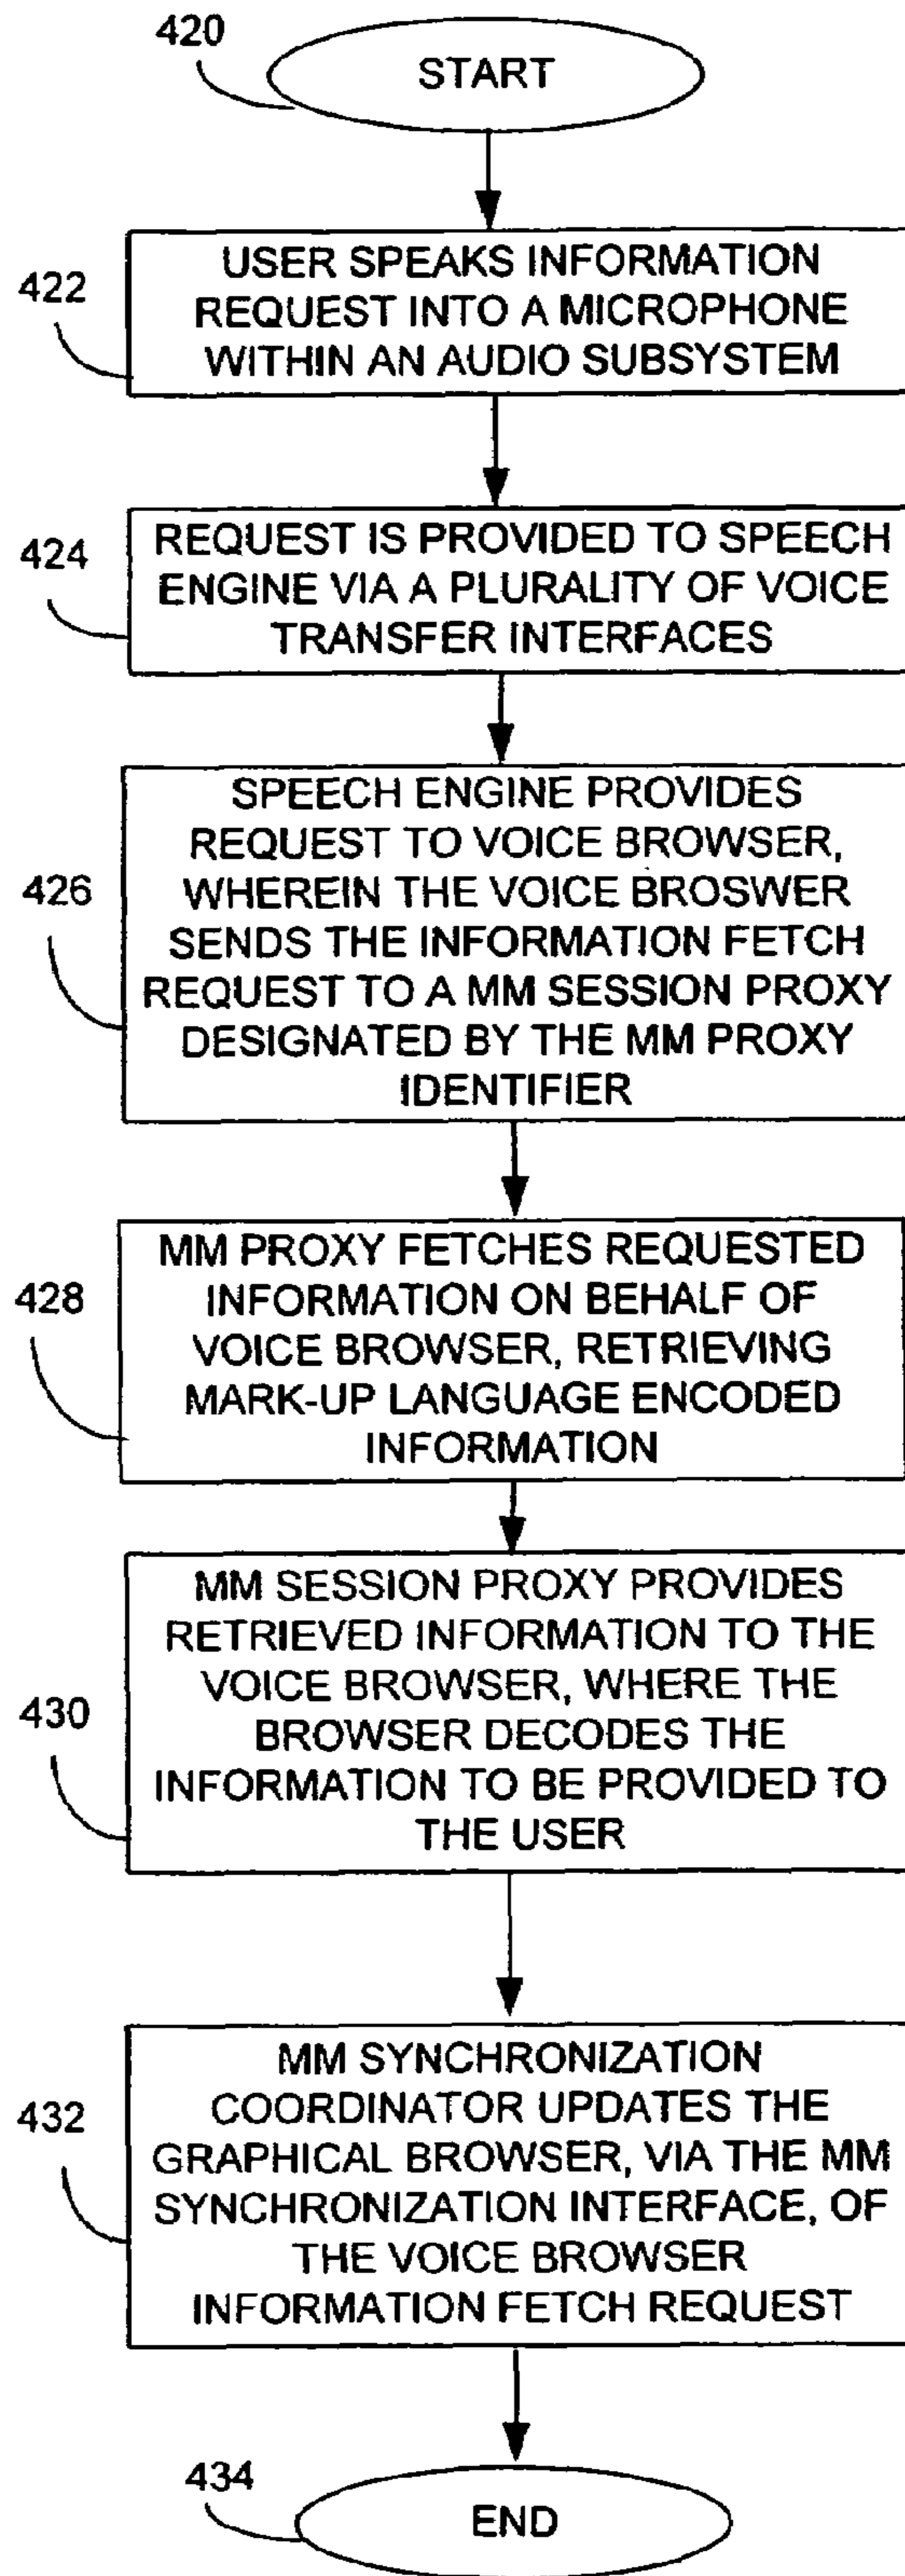 420
START
422
USER SPEAKS INFORMATION
REQUEST INTO A MICROPHONE
WITHIN AN AUDIO SUBSYSTEM
424
REQUEST IS PROVIDED TO SPEECH
ENGINE VIA A PLURALITY OF VOICE
TRANSFER INTERFACES
426
SPEECH ENGINE PROVIDES
REQUEST TO VOICE BROWSER,
WHEREIN THE VOICE BROSWER
SENDS THE INFORMATION FETCH
REQUEST TO A MM SESSION PROXY
DESIGNATED BY THE MM PROXY
IDENTIFIER
428
MM PROXY FETCHES REQUESTED
INFORMATION ON BEHALF OF
VOICE BROWSER, RETRIEVING
MARK-UP LANGUAGE ENCODED
INFORMATION
430
MM SESSION PROXY PROVIDES
RETRIEVED INFORMATION TO THE
VOICE BROWSER, WHERE THE
BROWSER DECODES THE
INFORMATION TO BE PROVIDED TO
THE USER
432
MM SYNCHRONIZATION
COORDINATOR UPDATES THE
GRAPHICAL BROWSER, VIA THE MM
SYNCHRONIZATION INTERFACE, OF
THE VOICE BROWSER
INFORMATION FETCH REQUEST
434
END